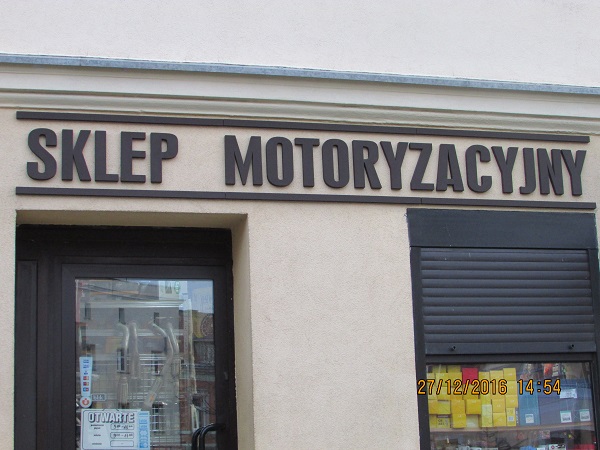 SKLEP MOTORYZACYJNY
OTWARTE
27/12/2016 14:54